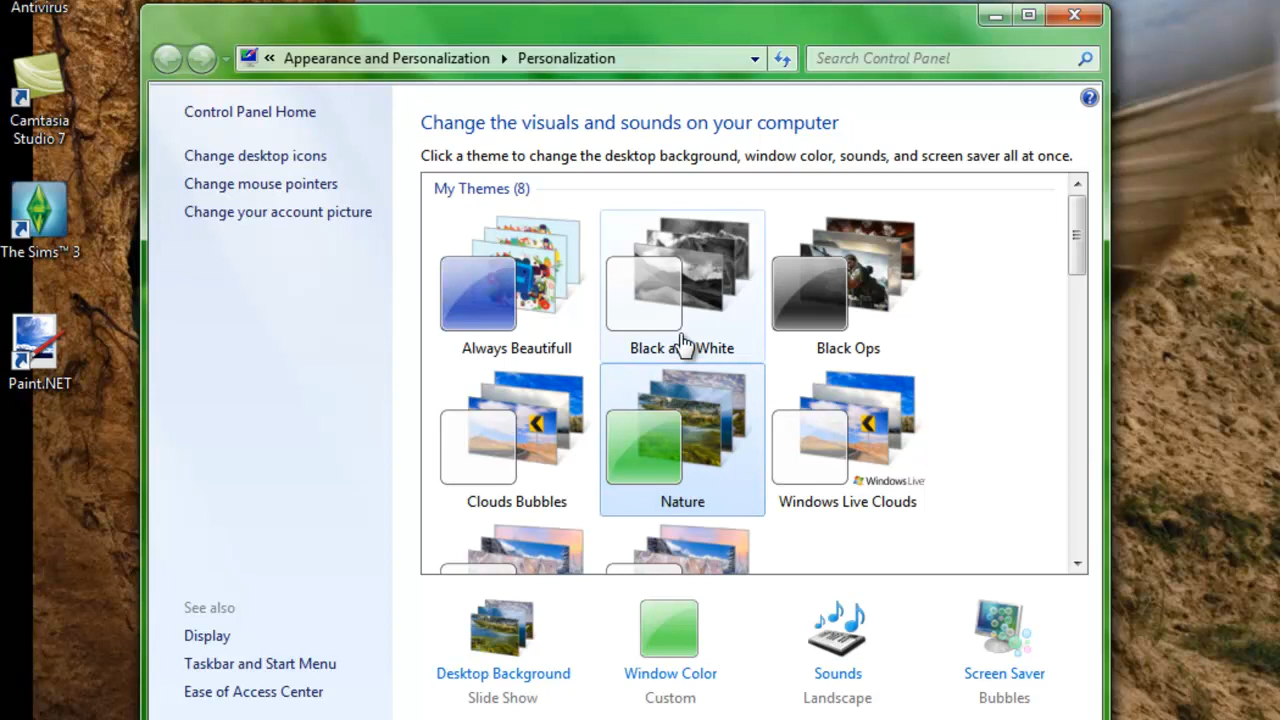 Antivirus
Camtasia
Studio 7
The Sims™ 3
Paint.NET
« Appearance and Personalization ▸ Personalization
Search Control Panel
Control Panel Home
Change desktop icons
Change mouse pointers
Change your account picture
See also
Display
Taskbar and Start Menu
Ease of Access Center
Change the visuals and sounds on your computer
Click a theme to change the desktop background, window color, sounds, and screen saver all at once.
My Themes (8)
Always Beautifull
Black a White
Black Ops
Clouds Bubbles
Nature
Windows Live
Windows Live Clouds
Desktop Background
Slide Show
Window Color
Custom
Sounds
Landscape
Screen Saver
Bubbles